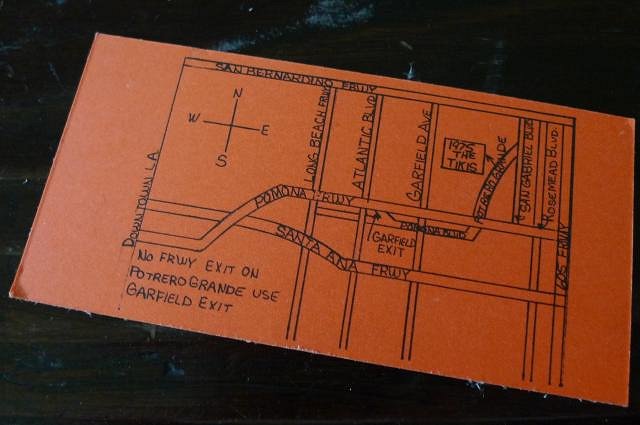 SAN BERNARDINO FRWY
N
W E
S
LONG BEACH FRWY
ATLANTIC BLVD
GARFIELD AVE
1975
THE
TIKIS
POTRERO GRANDE
SAN GABRIEL BLVD
ROSEMEAD BLVD.
DOWNTOWN LA
POMONA FRWY
POMONA BLVD.
GARFIELD
EXIT
SANTA ANA FRWY
605 FRWY
NO FRWY EXIT ON
POTRERO GRANDE USE
GARFIELD EXIT